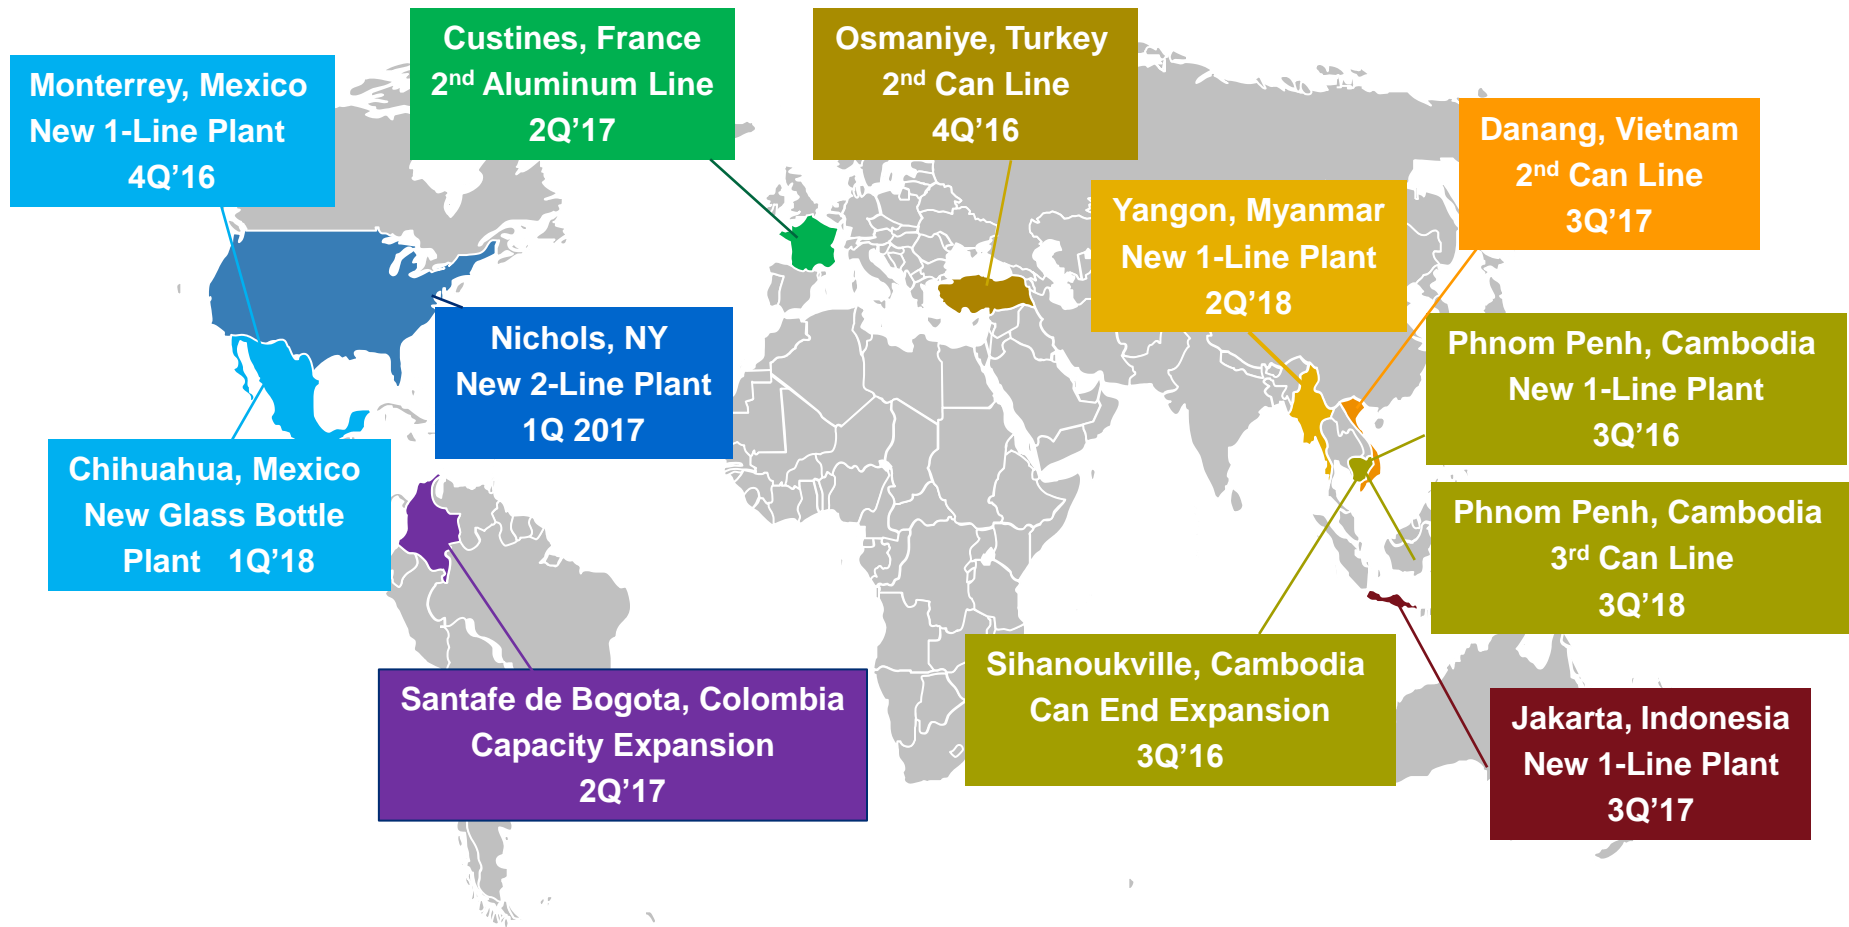 Monterrey, Mexico
New 1-Line Plant
4Q’16
Custines, France
2nd Aluminum Line
2Q’17
Osmaniye, Turkey
2nd Can Line
4Q’16
Danang, Vietnam
2nd Can Line
3Q’17
Yangon, Myanmar
New 1-Line Plant
2Q’18
Nichols, NY
New 2-Line Plant
1Q 2017
Phnom Penh, Cambodia
New 1-Line Plant
3Q’16
Chihuahua, Mexico
New Glass Bottle
Plant 1Q’18
Phnom Penh, Cambodia
3rd Can Line
3Q’18
Santafe de Bogota, Colombia
Capacity Expansion
2Q’17
Sihanoukville, Cambodia
Can End Expansion
3Q’16
Jakarta, Indonesia
New 1-Line Plant
3Q’17